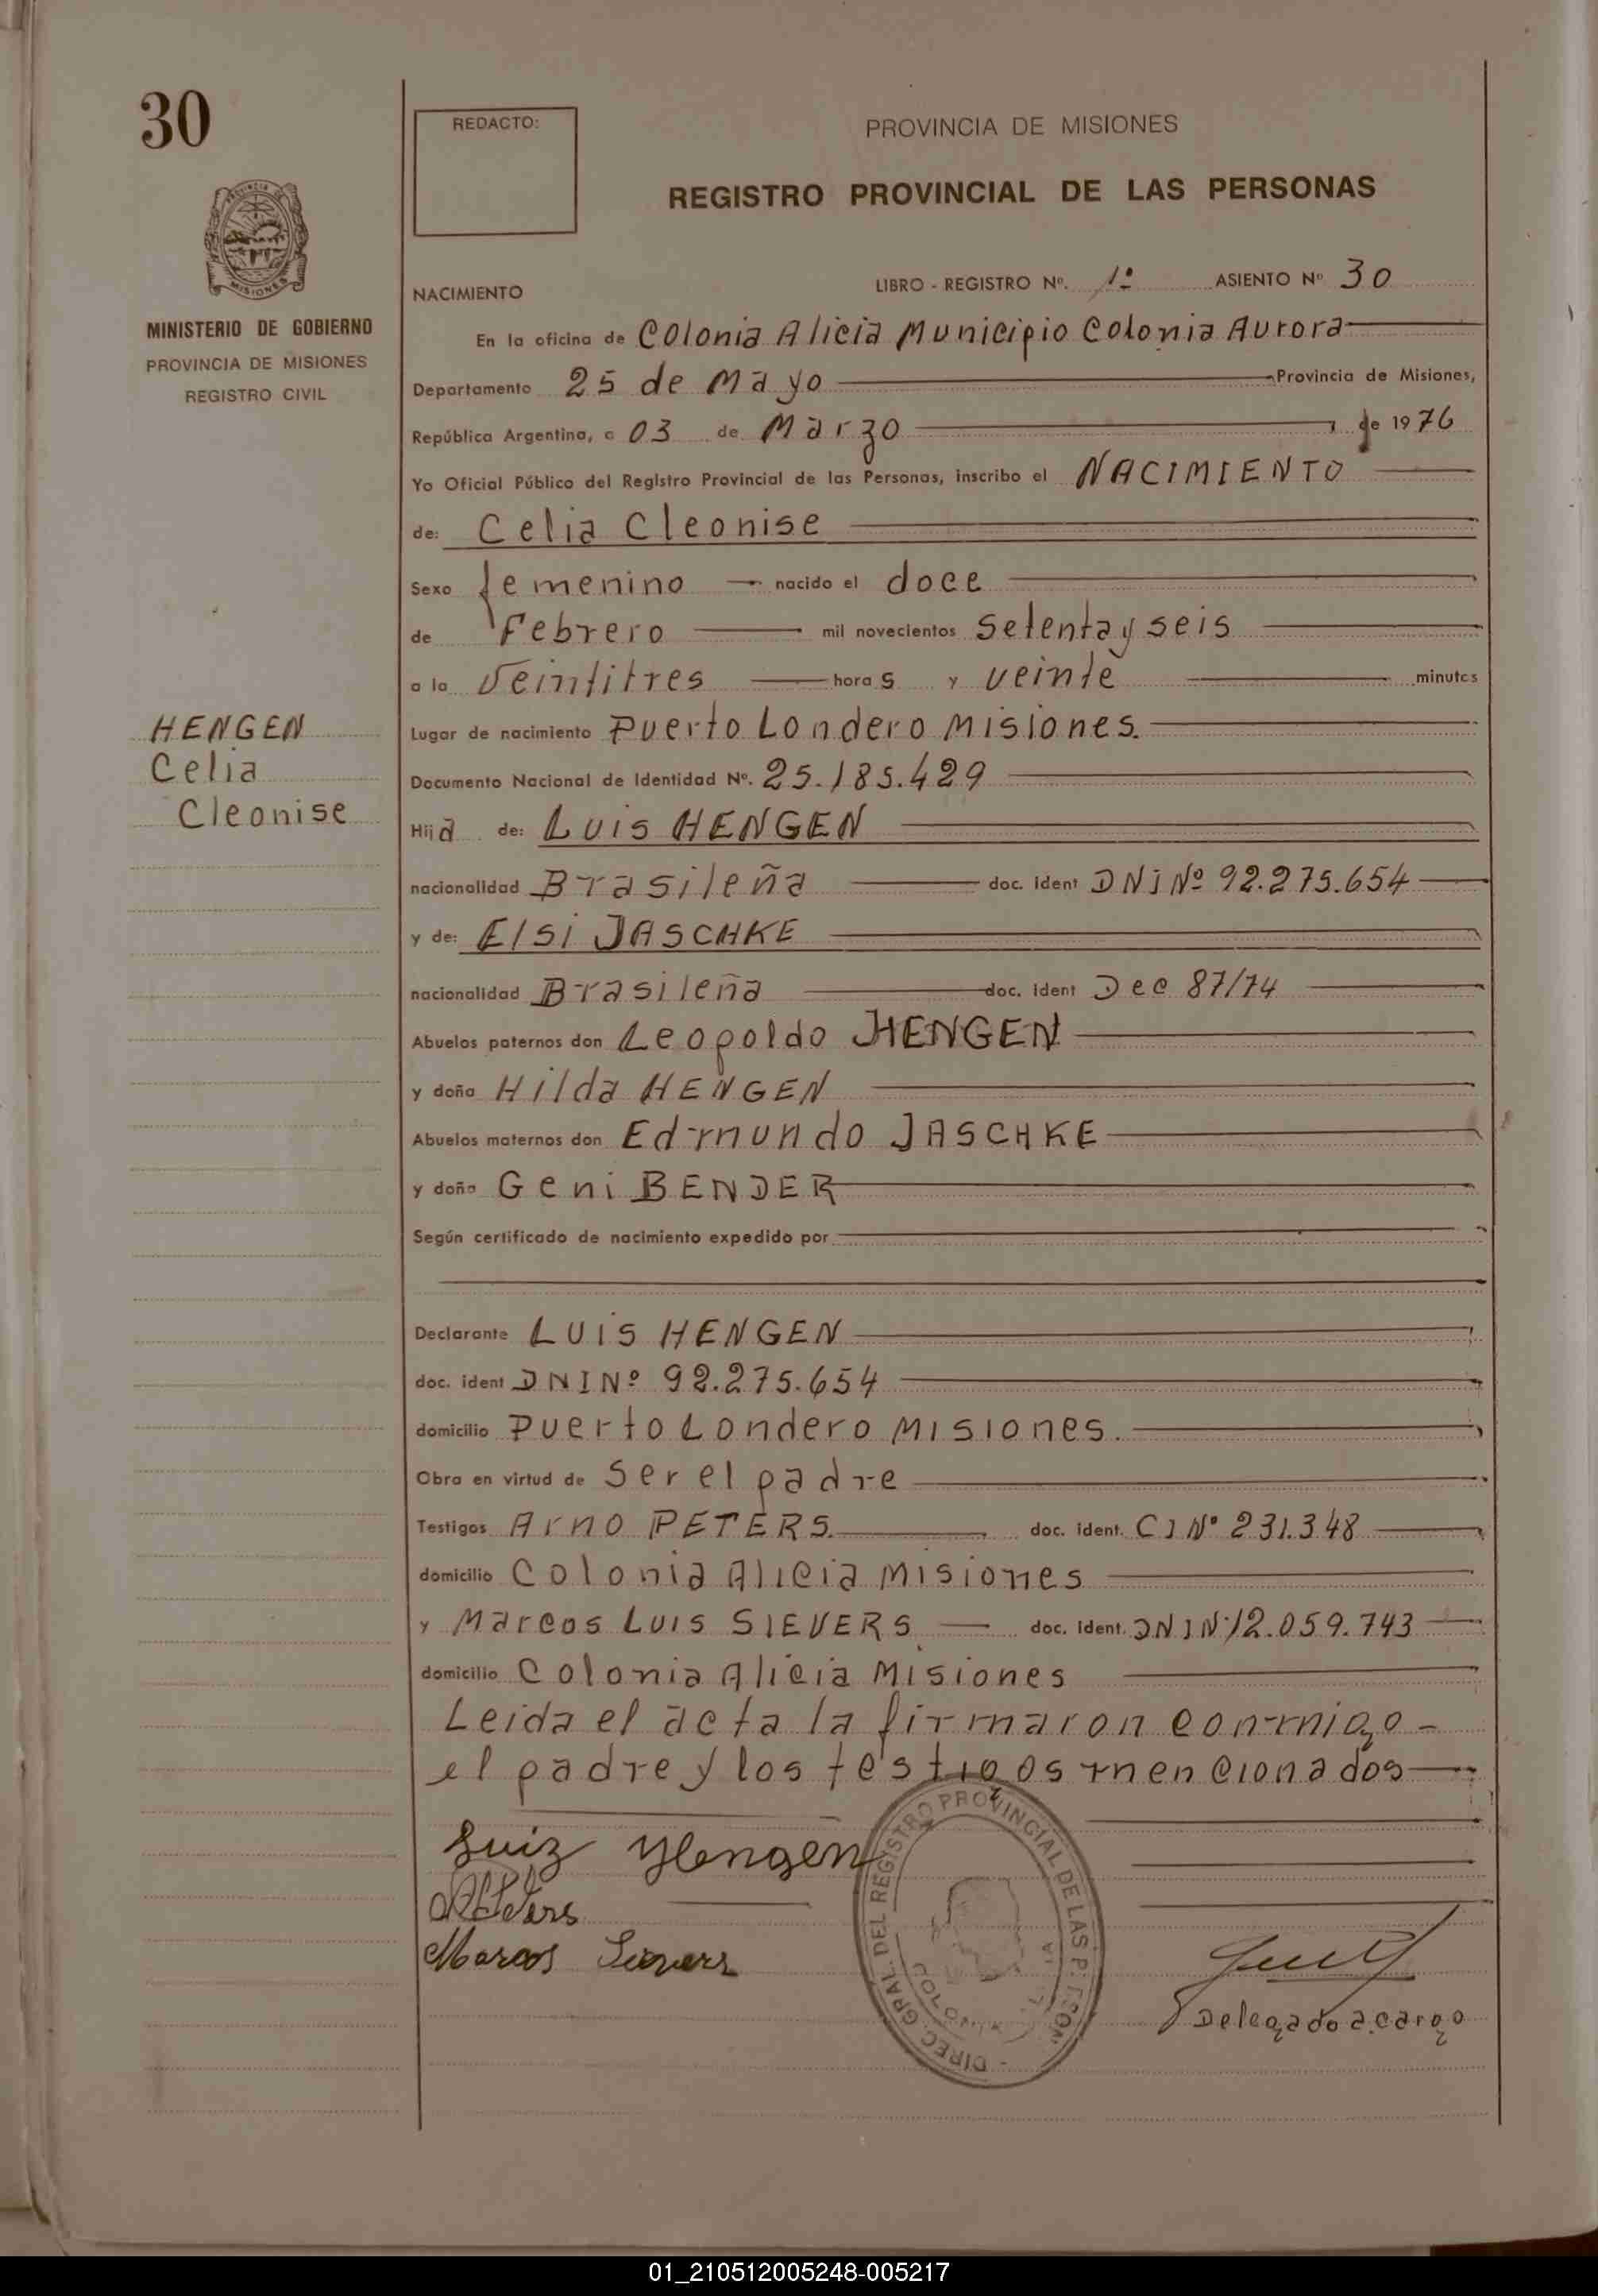 30
REDACTO:
PROVINCIA DE MISIONES
REGISTRO PROVINCIAL DE LAS PERSONAS
MISIONES
MINISTERIO DE GOBIERNO
PROVINCIA DE MISIONES
REGISTRO CIVIL
NACIMIENTO LIBRO - REGISTRO Nº. 1º ASIENTO Nº 30
En la oficina de Colonia Alicia Municipio Colonia Aurora
Departamento 25 de Mayo Provincia de Misiones,
República Argentina, a 03 de Marzo de 1976
Yo Oficial Público del Registro Provincial de las Personas, inscribo el NACIMIENTO
de: Celia Cleonise
Sexo femenino nacido el doce
de Febrero mil novecientos setenta y seis
a la Veintitres horas y veinte minutos
HENGEN
Celia
Cleonise
Lugar de nacimiento Puerto Londero Misiones.
Documento Nacional de Identidad Nº. 25.185.429
Hija de: Luis HENGEN
nacionalidad Brasileña doc. ident DNI Nº 92.275.654
y de: Elsi JASCHKE
nacionalidad Brasileña doc. ident Dec 87/74
Abuelos paternos don Leopoldo HENGEN
y doña Hilda HENGEN
Abuelos maternos don Edmundo JASCHKE
y doña Geni BENDER
Según certificado de nacimiento expedido por
Declarante LUIS HENGEN
doc. ident DNI Nº 92.275.654
domicilio Puerto Londero Misiones.
Obra en virtud de Ser el padre
Testigos Arno PETERS. doc. ident. CI Nº 231.348
domicilio Colonia Alicia Misiones
y Marcos Luis SIEVERS doc. ident. DNI Nº 12.059.743
domicilio Colonia Alicia Misiones
Leida el acta la firmaron conmigo
el padre y los testigos mencionados
Luiz Hengen
Peters
Marcos Sievers
DIREC. GRAL. DEL REGISTRO PROVINCIAL DE LAS PERSON
COLONIA
Delegado a cargo
01_210512005248-005217